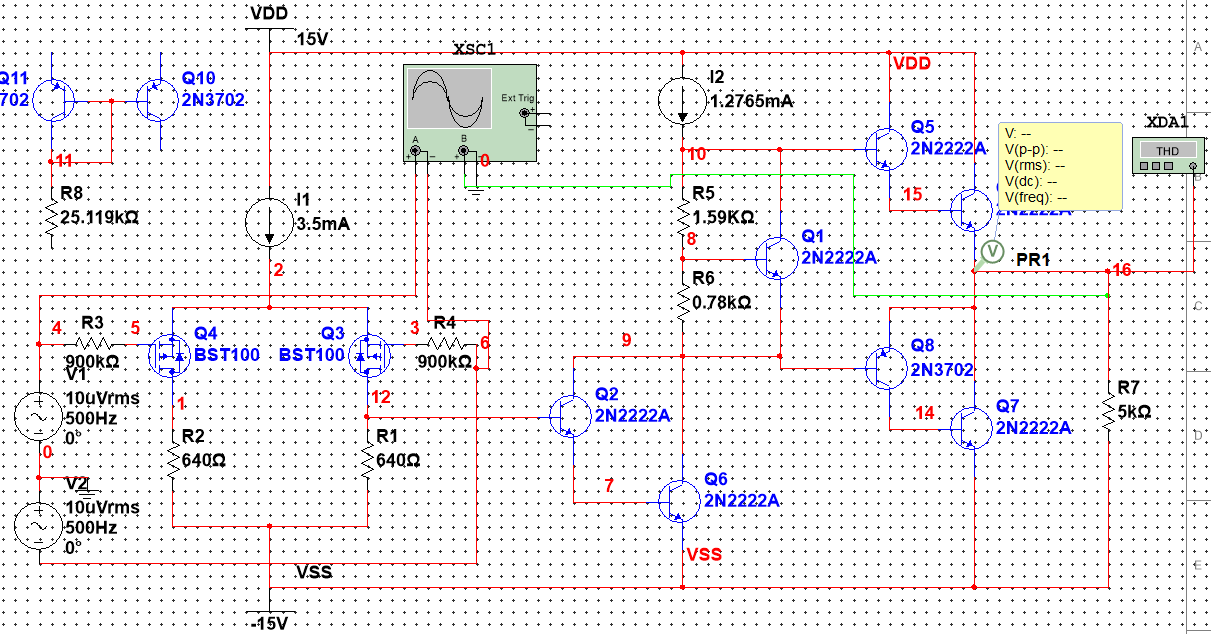 VDD
15V
XSC1
Ext Trig
+
−
A
B
+
−
+
−
0
Q11
702
Q10
2N3702
11
R8
25.119kΩ
I1
3.5mA
2
I2
1.2765mA
10
VDD
Q5
2N2222A
15
2N2222A
V: --
V(p-p): --
V(rms): --
V(dc): --
V(freq): --
XDA1
THD
V
PR1
16
R5
1.59KΩ
8
Q1
2N2222A
R6
0.78kΩ
9
4
R3
5
900kΩ
Q4
BST100
Q3
BST100
3
R4
6
900kΩ
V1
10uVrms
500Hz
0°
0
1
R2
640Ω
12
R1
640Ω
Q2
2N2222A
7
Q6
2N2222A
VSS
Q8
2N3702
14
Q7
2N2222A
R7
5kΩ
V2
10uVrms
500Hz
0°
VSS
-15V
A
B
C
D
E